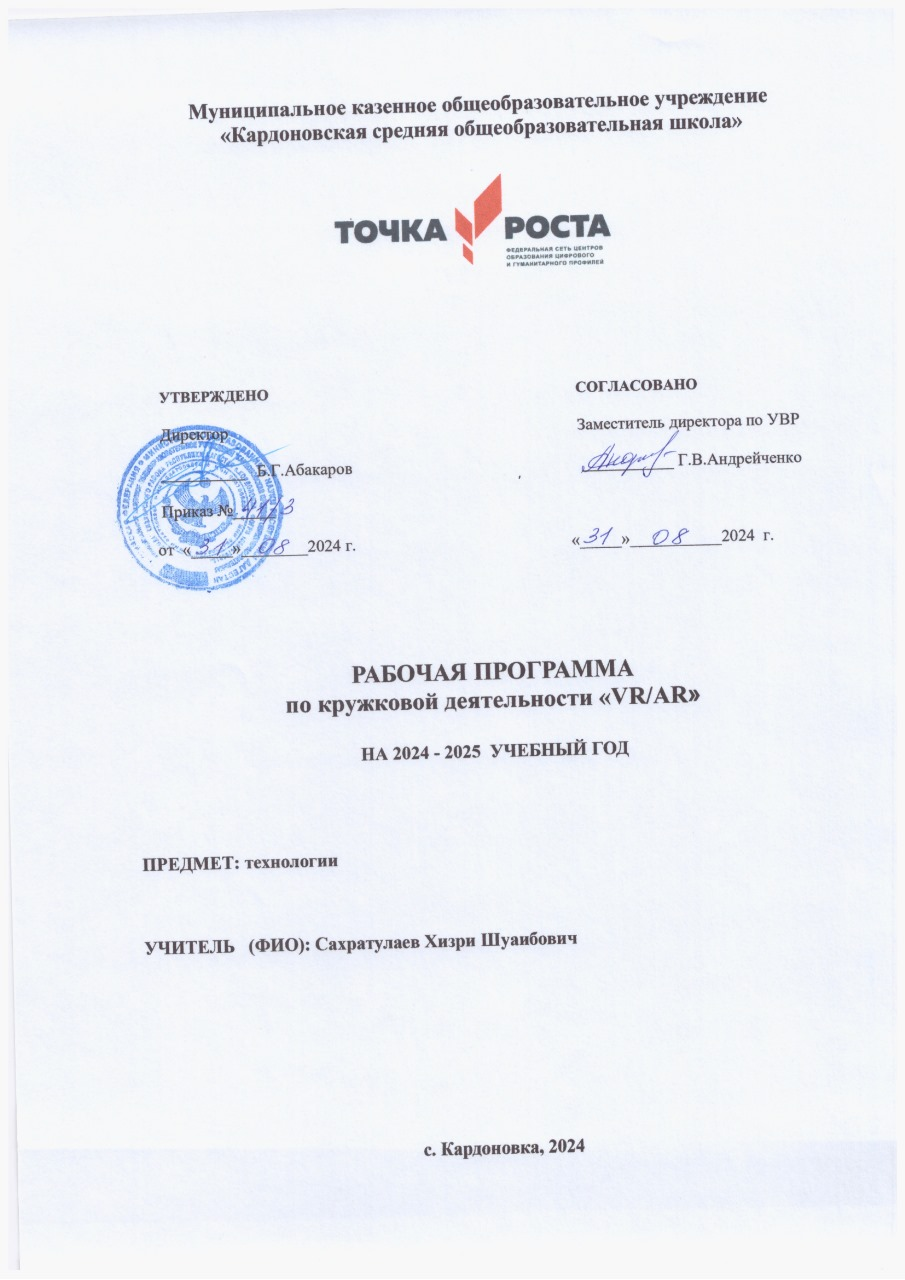 Муниципальное казенное общеобразовательное учреждение
«Кардоновская средняя общеобразовательная школа»
ТОЧКА РОСТА
ФЕДЕРАЛЬНАЯ СЕТЬ ЦЕНТРОВ
ОБРАЗОВАНИЯ ЦИФРОВОГО
И ГУМАНИТАРНОГО ПРОФИЛЕЙ
УТВЕРЖДЕНО
Директор
Б.Г.Абакаров
Приказ №
от «31» 08 2024 г.
СОГЛАСОВАНО
Заместитель директора по УВР
Г.В.Андрейченко
«31» 08 2024 г.
РАБОЧАЯ ПРОГРАММА
по кружковой деятельности «VR/AR»
НА 2024 - 2025 УЧЕБНЫЙ ГОД
ПРЕДМЕТ: технологии
УЧИТЕЛЬ (ФИО): Сахратулаев Хизри Шуаибович
с. Кардоновка, 2024